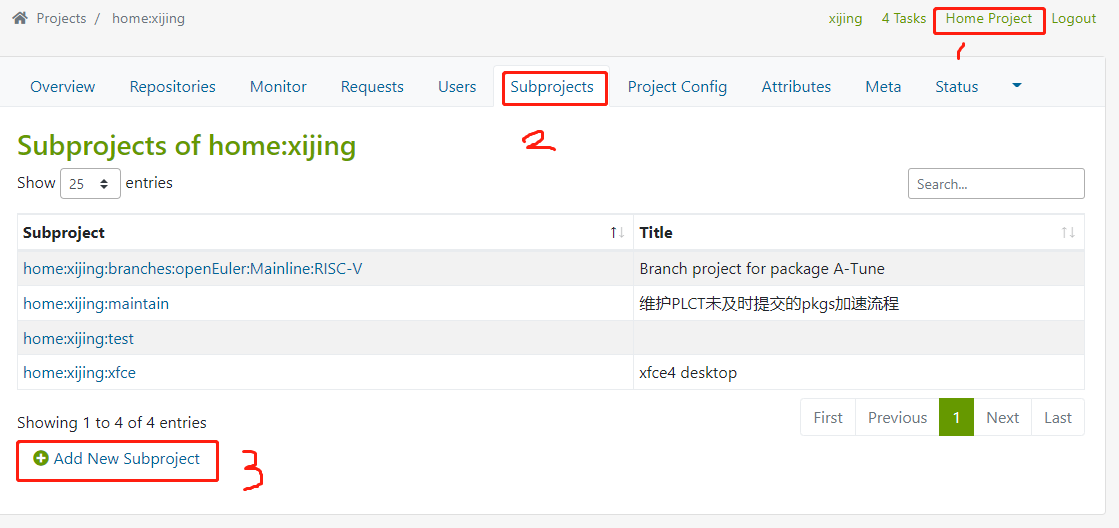 Projects / home:xijing
xijing 4 Tasks Home Project Logout
1
Overview Repositories Monitor Requests Users Subprojects Project Config Attributes Meta Status
2
Subprojects of home:xijing
Show 25 entries
Search...
Subproject Title
home:xijing:branches:openEuler:Mainline:RISC-V Branch project for package A-Tune
home:xijing:maintain 维护PLCT未及时提交的pkgs加速流程
home:xijing:test
home:xijing:xfce xfce4 desktop
Showing 1 to 4 of 4 entries
First Previous 1 Next Last
Add New Subproject
3